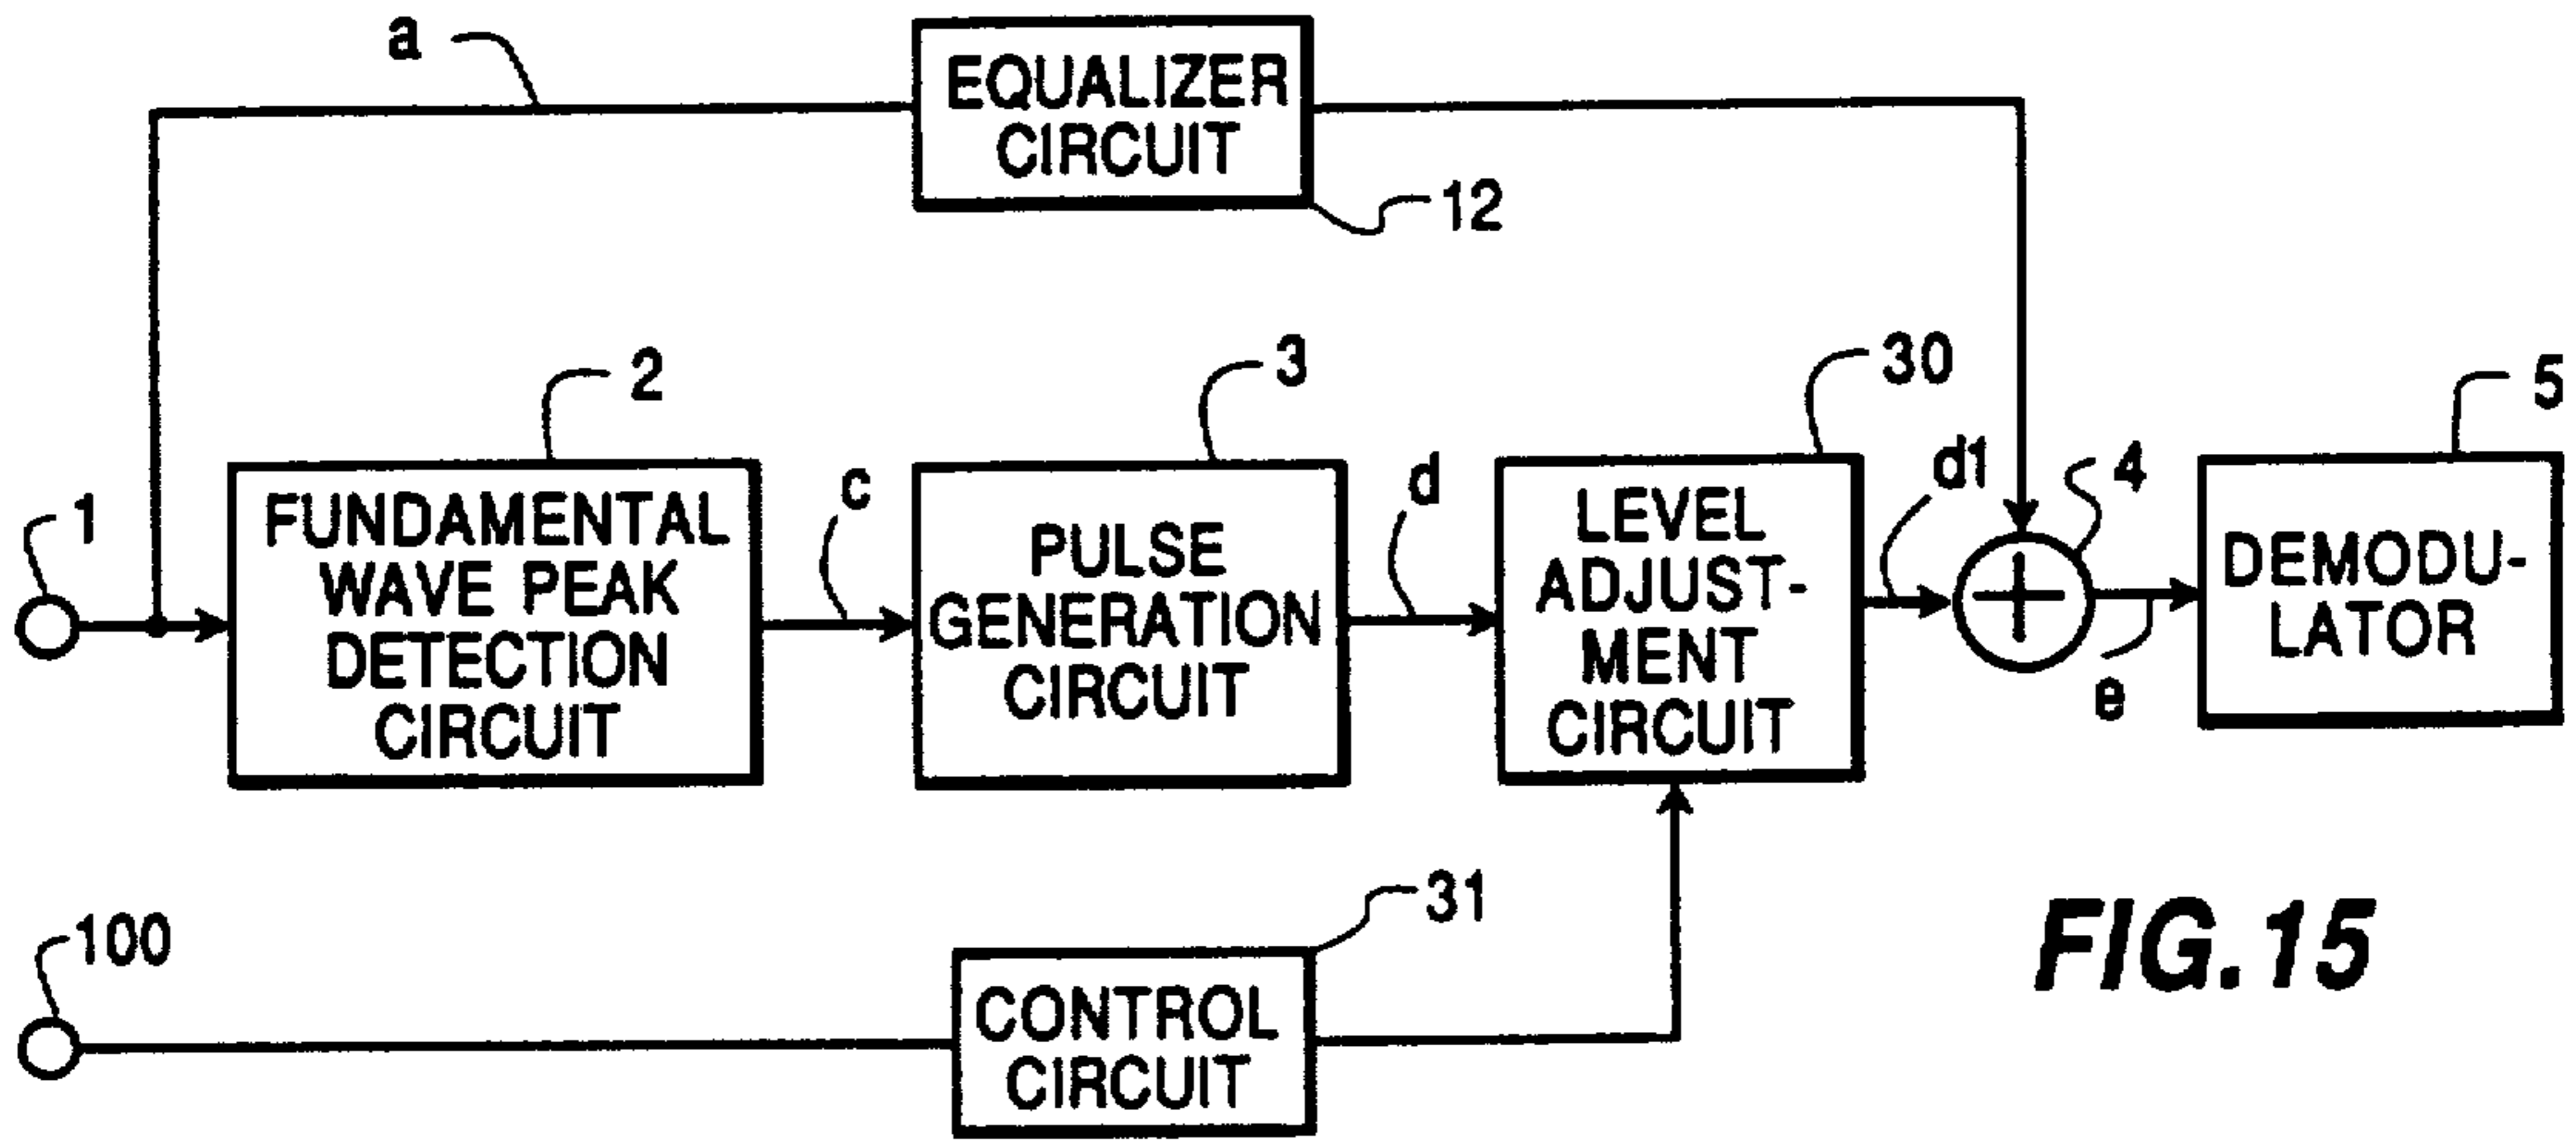 a
EQUALIZER
CIRCUIT
12
1
2
FUNDAMENTAL
WAVE PEAK
DETECTION
CIRCUIT
c
3
PULSE
GENERATION
CIRCUIT
d
30
LEVEL
ADJUST-
MENT
CIRCUIT
d1
4
e
5
DEMODU-
LATOR
100
31
CONTROL
CIRCUIT
FIG.15